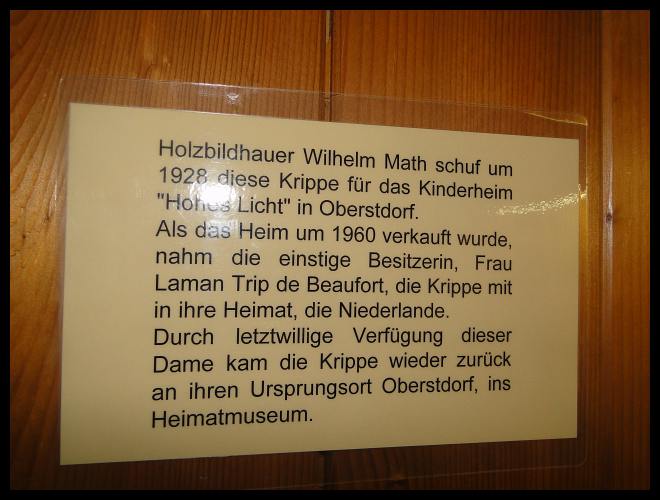 Holzbildhauer Wilhelm Math schuf um
1928 diese Krippe für das Kinderheim
"Hohes Licht" in Oberstdorf.
Als das Heim um 1960 verkauft wurde,
nahm die einstige Besitzerin, Frau
Laman Trip de Beaufort, die Krippe mit
in ihre Heimat, die Niederlande.
Durch letztwillige Verfügung dieser
Dame kam die Krippe wieder zurück
an ihren Ursprungsort Oberstdorf, ins
Heimatmuseum.